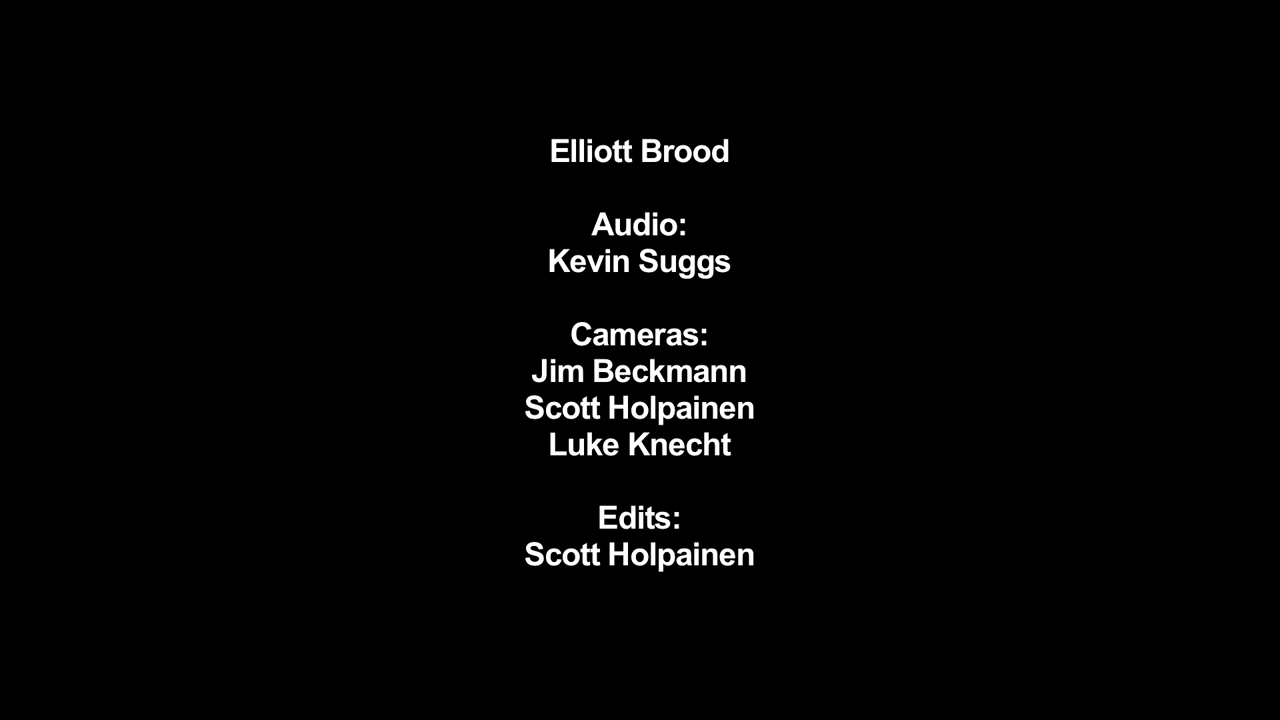 Elliott Brood
Audio:
Kevin Suggs
Cameras:
Jim Beckmann
Scott Holpainen
Luke Knecht
Edits:
Scott Holpainen